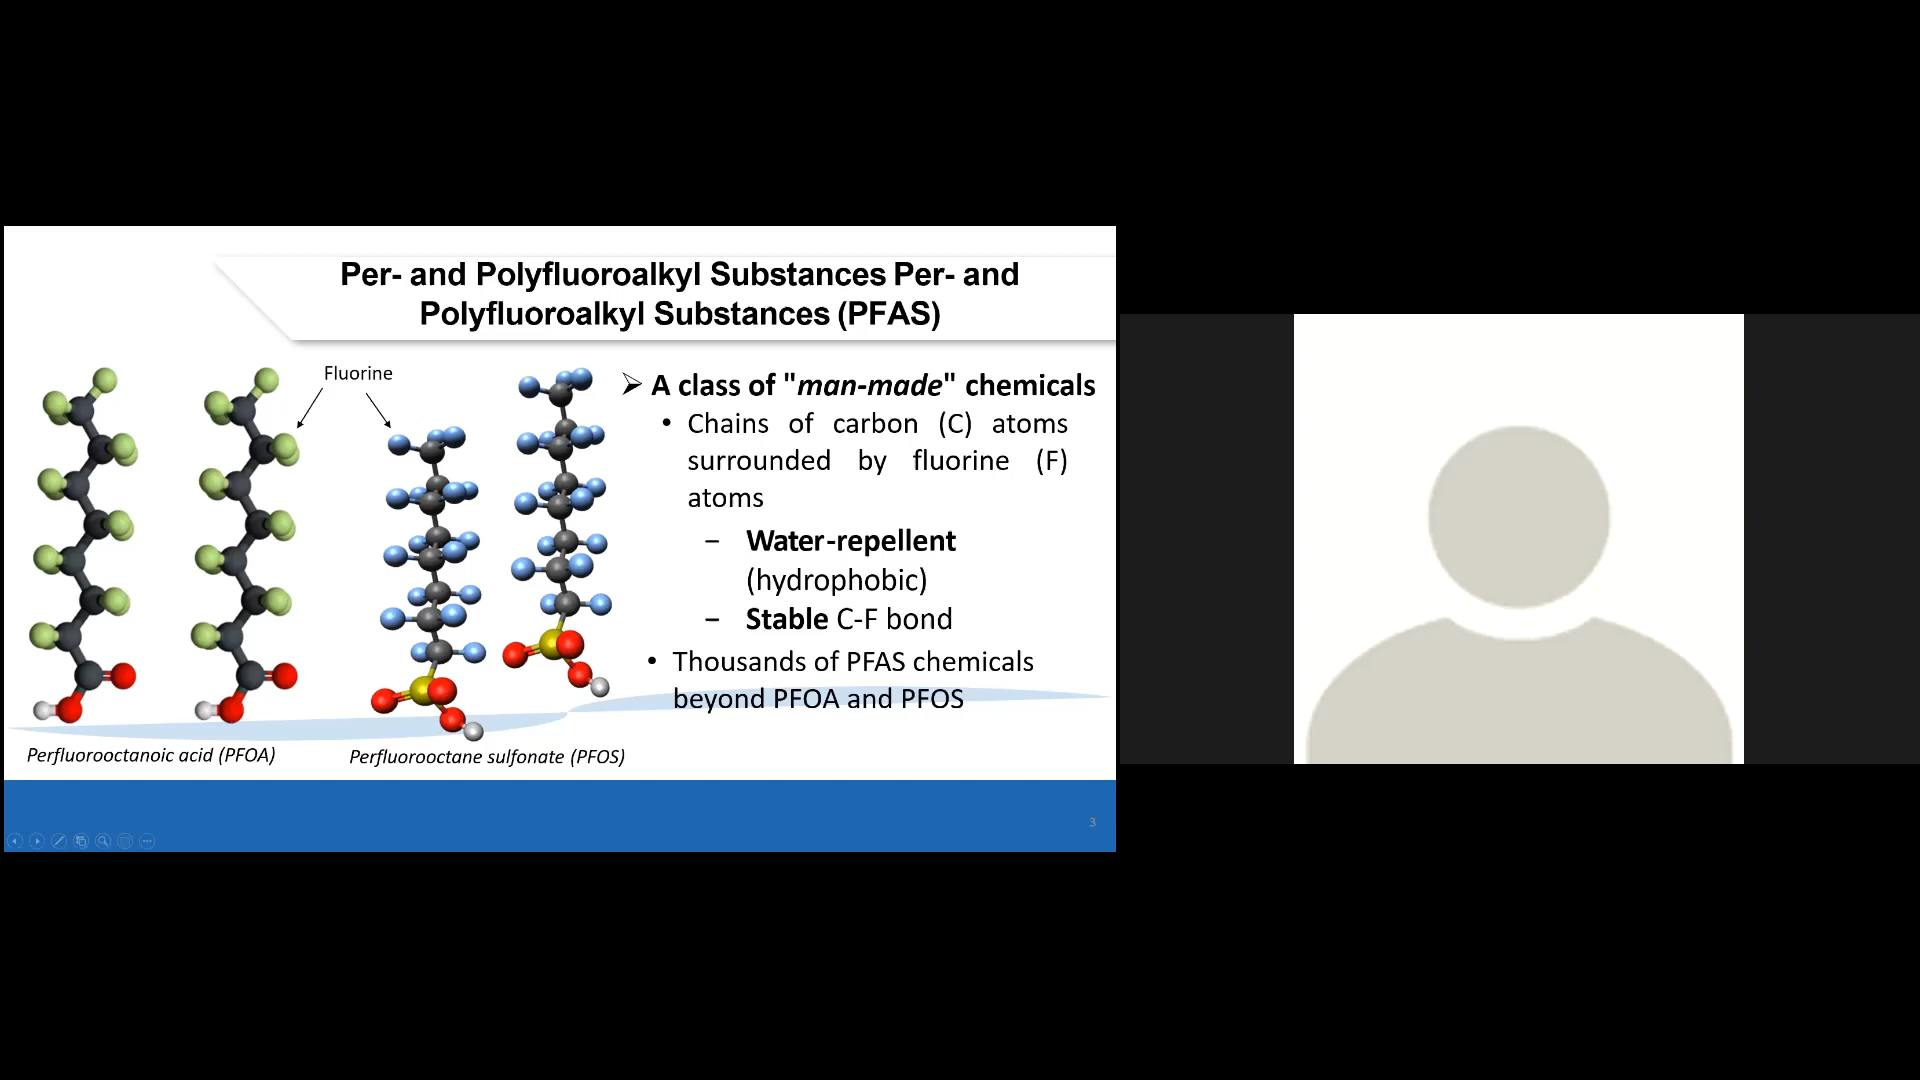 Per- and Polyfluoroalkyl Substances Per- and
Polyfluoroalkyl Substances (PFAS)
Fluorine
➢ A class of "man-made" chemicals
• Chains of carbon (C) atoms
surrounded by fluorine (F)
atoms
– Water-repellent
(hydrophobic)
– Stable C-F bond
• Thousands of PFAS chemicals
beyond PFOA and PFOS
Perfluorooctanoic acid (PFOA)
Perfluorooctane sulfonate (PFOS)
3